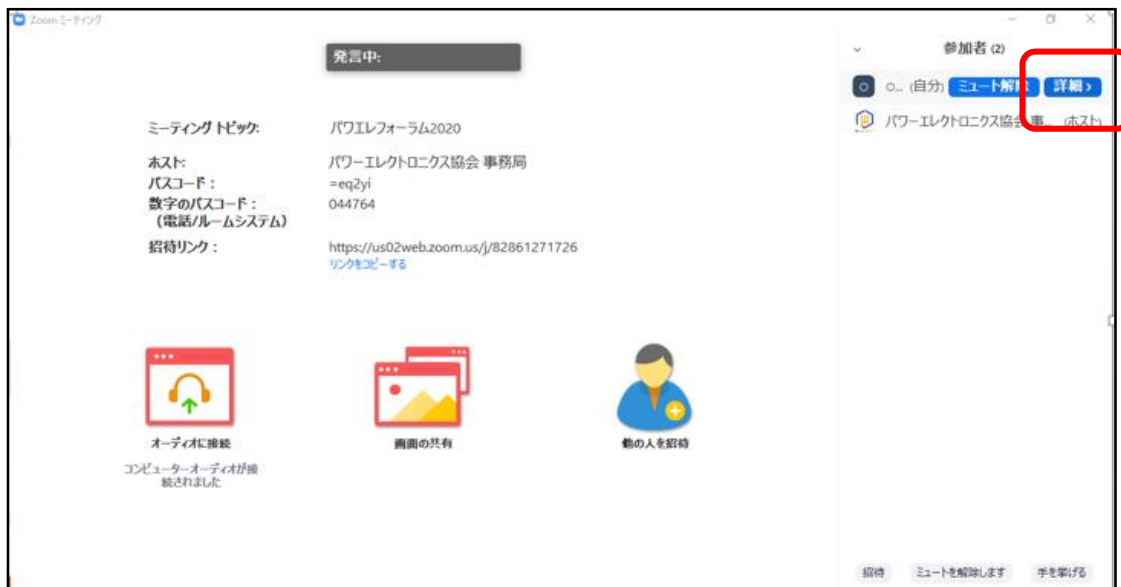 Zoom ミーティング
発言中:
ミーティング トピック: パワエレフォーラム2020
ホスト: パワーエレクトロニクス協会 事務局
パスコード： =eq2yi
数字のパスコード： 044764
（電話/ルームシステム）
招待リンク： https://us02web.zoom.us/j/82861271726
リンクをコピーする
オーディオに接続
コンピューターオーディオが接
続されました
画面の共有
他の人を招待
参加者 (2)
O O... (自分) ミュート解除 詳細 >
パワーエレクトロニクス協会 事... (ホスト)
招待 ミュートを解除します 手を挙げる